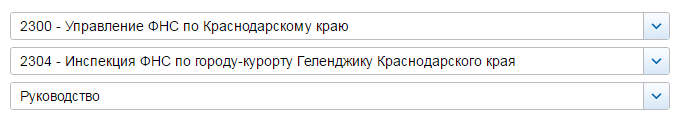 2300 - Управление ФНС по Краснодарскому краю
2304 - Инспекция ФНС по городу-курорту Геленджику Краснодарского края
Руководство